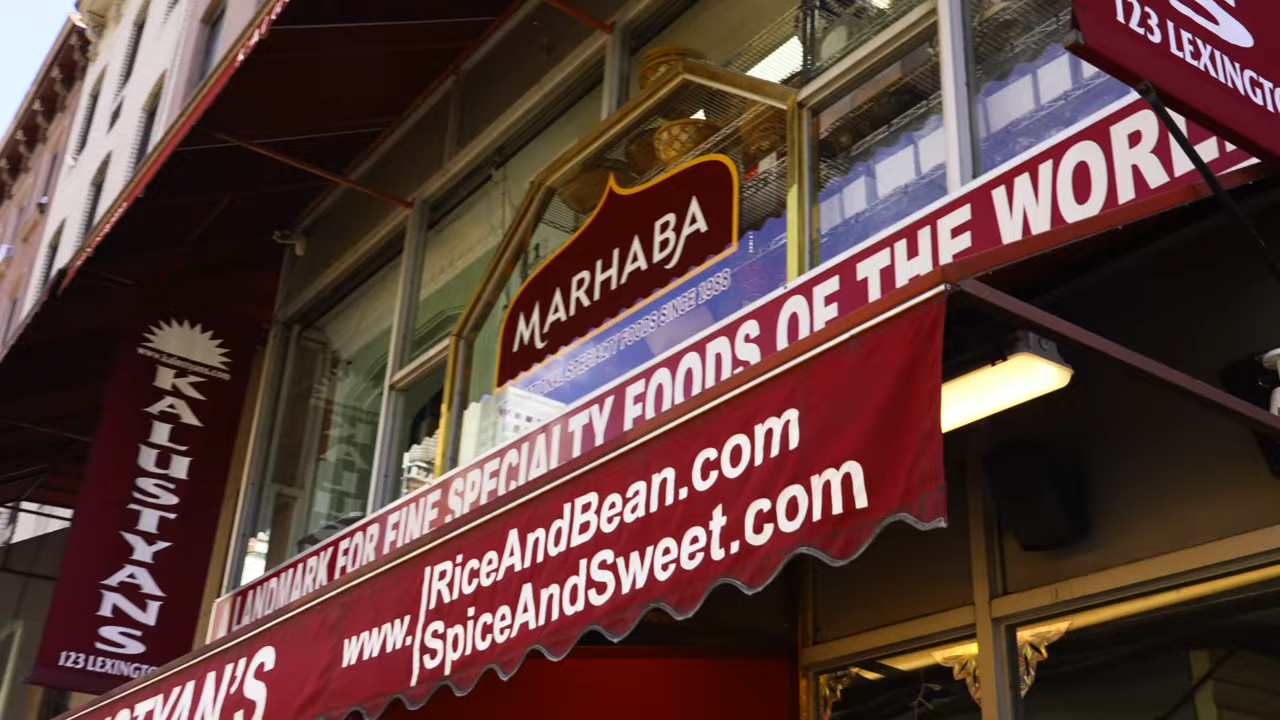 S
123 LEXINGTO
MARHABA
SPECIALTY FOODS SINCE 1988
LANDMARK FOR FINE SPECIALTY FOODS OF THE WORL
www.kalustyans.com
KALUSTYANS
123 LEXINGTO
www.
RiceAndBean.com
SpiceAndSweet.com
STYAN'S